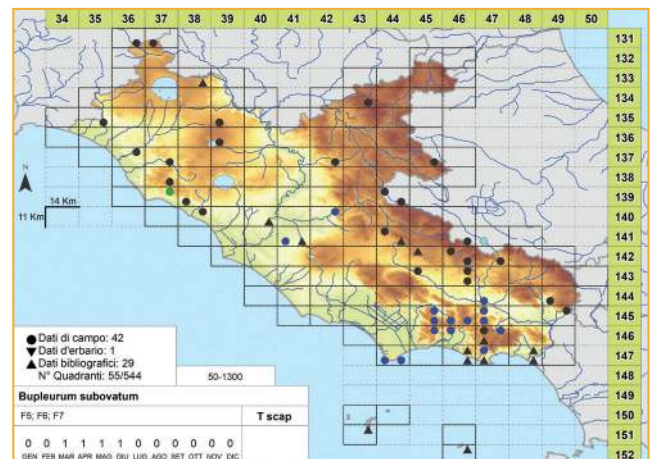 34 35 36 37 38 39 40 41 42 43 44 45 46 47 48 49 50
131
132
133
134
135
136
137
138
139
140
141
142
143
144
145
146
147
148
149
150
151
152
N
14 Km
11 Km
Dati di campo: 42
Dati d'erbario: 1
Dati bibliografici: 29
N° Quadranti: 55/544
50-1300
Bupleurum subovatum
F5; F6; F7
T scap
0 0 1 1 1 1 0 0 0 0 0 0
GEN FEB MAR APR MAG GIU LUG AGO SET OTT NOV DIC